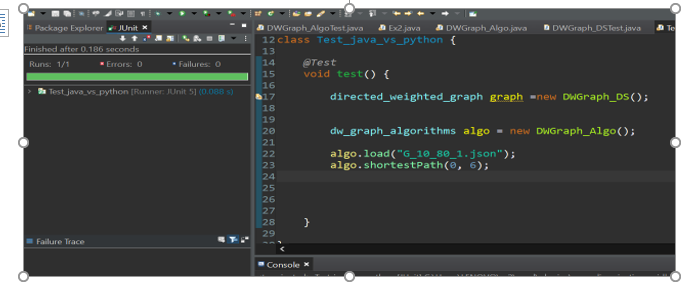 Package Explorer JUnit
Finished after 0.186 seconds
Runs: 1/1 Errors: 0 Failures: 0
Test_java_vs_python [Runner: JUnit 5] (0.088 s)
Failure Trace
DWGraph_AlgoTest.java Ex2.java DWGraph_Algo.java DWGraph_DSTest.java Te
12 class Test_java_vs_python {
13
14 @Test
15 void test() {
16
17 directed_weighted_graph graph =new DWGraph_DS();
18
19
20 dw_graph_algorithms algo = new DWGraph_Algo();
21
22 algo.load("G_10_80_1.json");
23 algo.shortestPath(0, 6);
24
25
26
27
28 }
29
Console